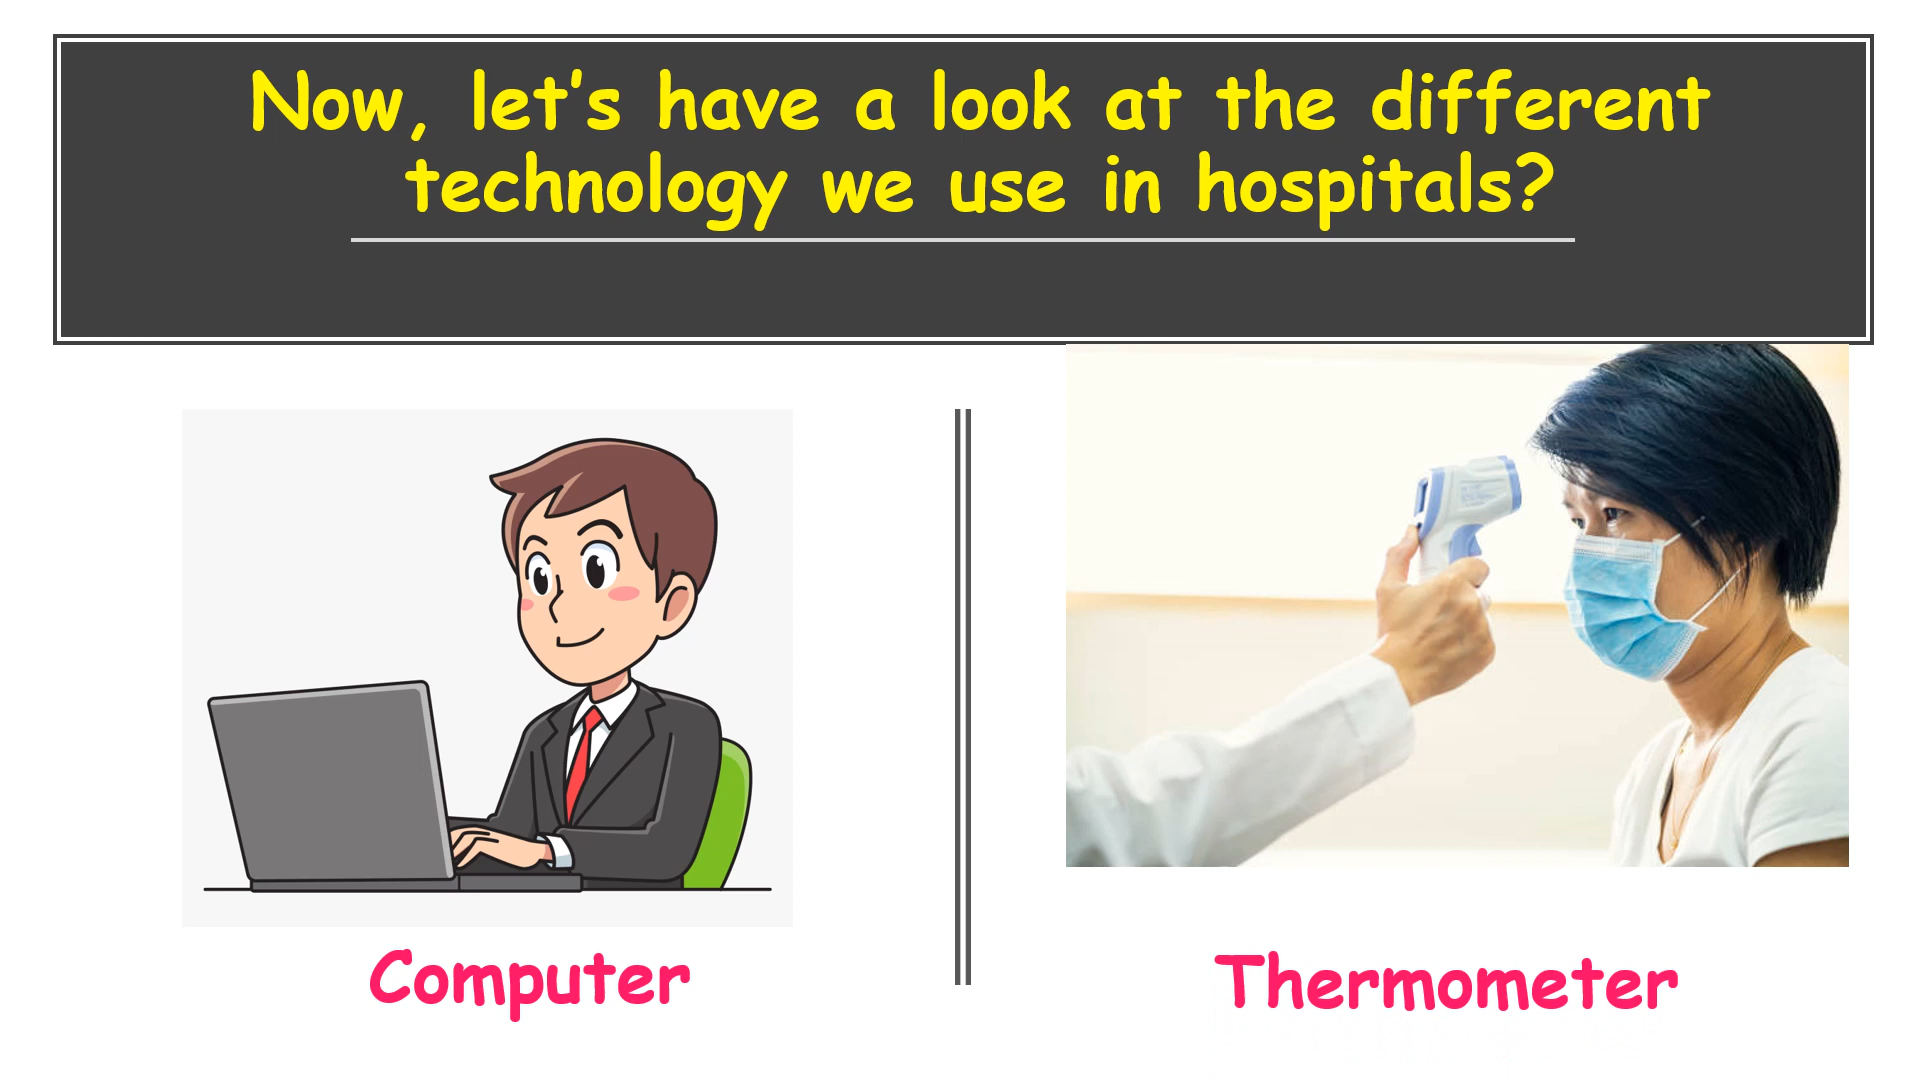 Now, let’s have a look at the different
technology we use in hospitals?
Computer
Thermometer